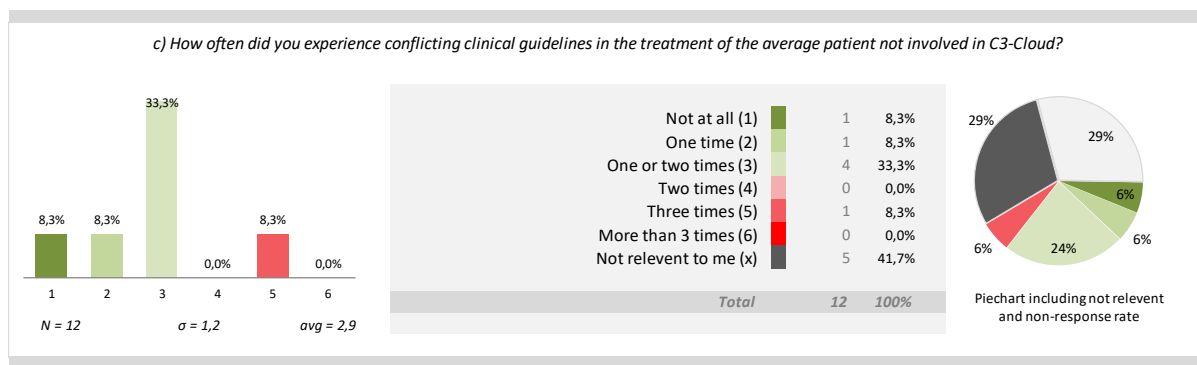 c) How often did you experience conflicting clinical guidelines in the treatment of the average patient not involved in C3-Cloud?
33,3%
8,3%
8,3%
8,3%
0,0%
0,0%
1 2 3 4 5 6
N = 12 σ = 1,2 avg = 2,9
Not at all (1) 1 8,3%
One time (2) 1 8,3%
One or two times (3) 4 33,3%
Two times (4) 0 0,0%
Three times (5) 1 8,3%
More than 3 times (6) 0 0,0%
Not relevent to me (x) 5 41,7%
Total 12 100%
29%
29%
6%
6%
24%
6%
Piechart including not relevent
and non-response rate